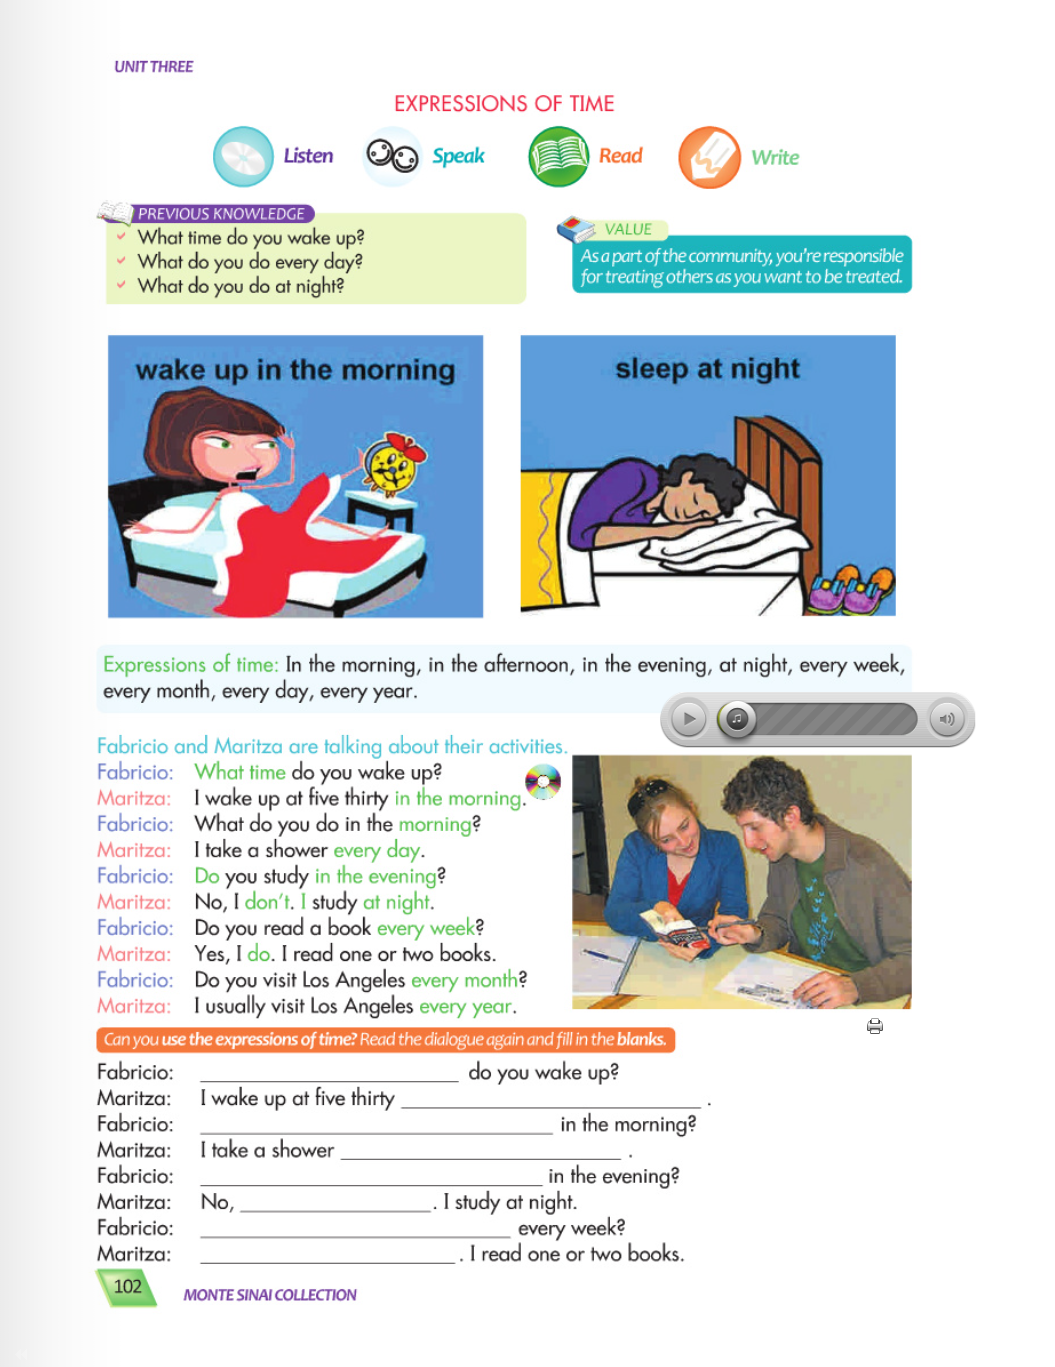 UNIT THREE
EXPRESSIONS OF TIME
Listen Speak Read Write
PREVIOUS KNOWLEDGE
What time do you wake up?
What do you do every day?
What do you do at night?
VALUE
As a part of the community, you're responsible
for treating others as you want to be treated.
wake up in the morning
sleep at night
Expressions of time: In the morning, in the afternoon, in the evening, at night, every week,
every month, every day, every year.
Fabricio and Maritza are talking about their activities.
Fabricio: What time do you wake up?
Maritza: I wake up at five thirty in the morning.
Fabricio: What do you do in the morning?
Maritza: I take a shower every day.
Fabricio: Do you study in the evening?
Maritza: No, I don't. I study at night.
Fabricio: Do you read a book every week?
Maritza: Yes, I do. I read one or two books.
Fabricio: Do you visit Los Angeles every month?
Maritza: I usually visit Los Angeles every year.
Can you use the expressions of time? Read the dialogue again and fill in the blanks.
Fabricio: ____________________ do you wake up?
Maritza: I wake up at five thirty ____________________ .
Fabricio: ____________________ in the morning?
Maritza: I take a shower ____________________ .
Fabricio: ____________________ in the evening?
Maritza: No, ____________________ . I study at night.
Fabricio: ____________________ every week?
Maritza: ____________________ . I read one or two books.
102
MONTE SINAI COLLECTION